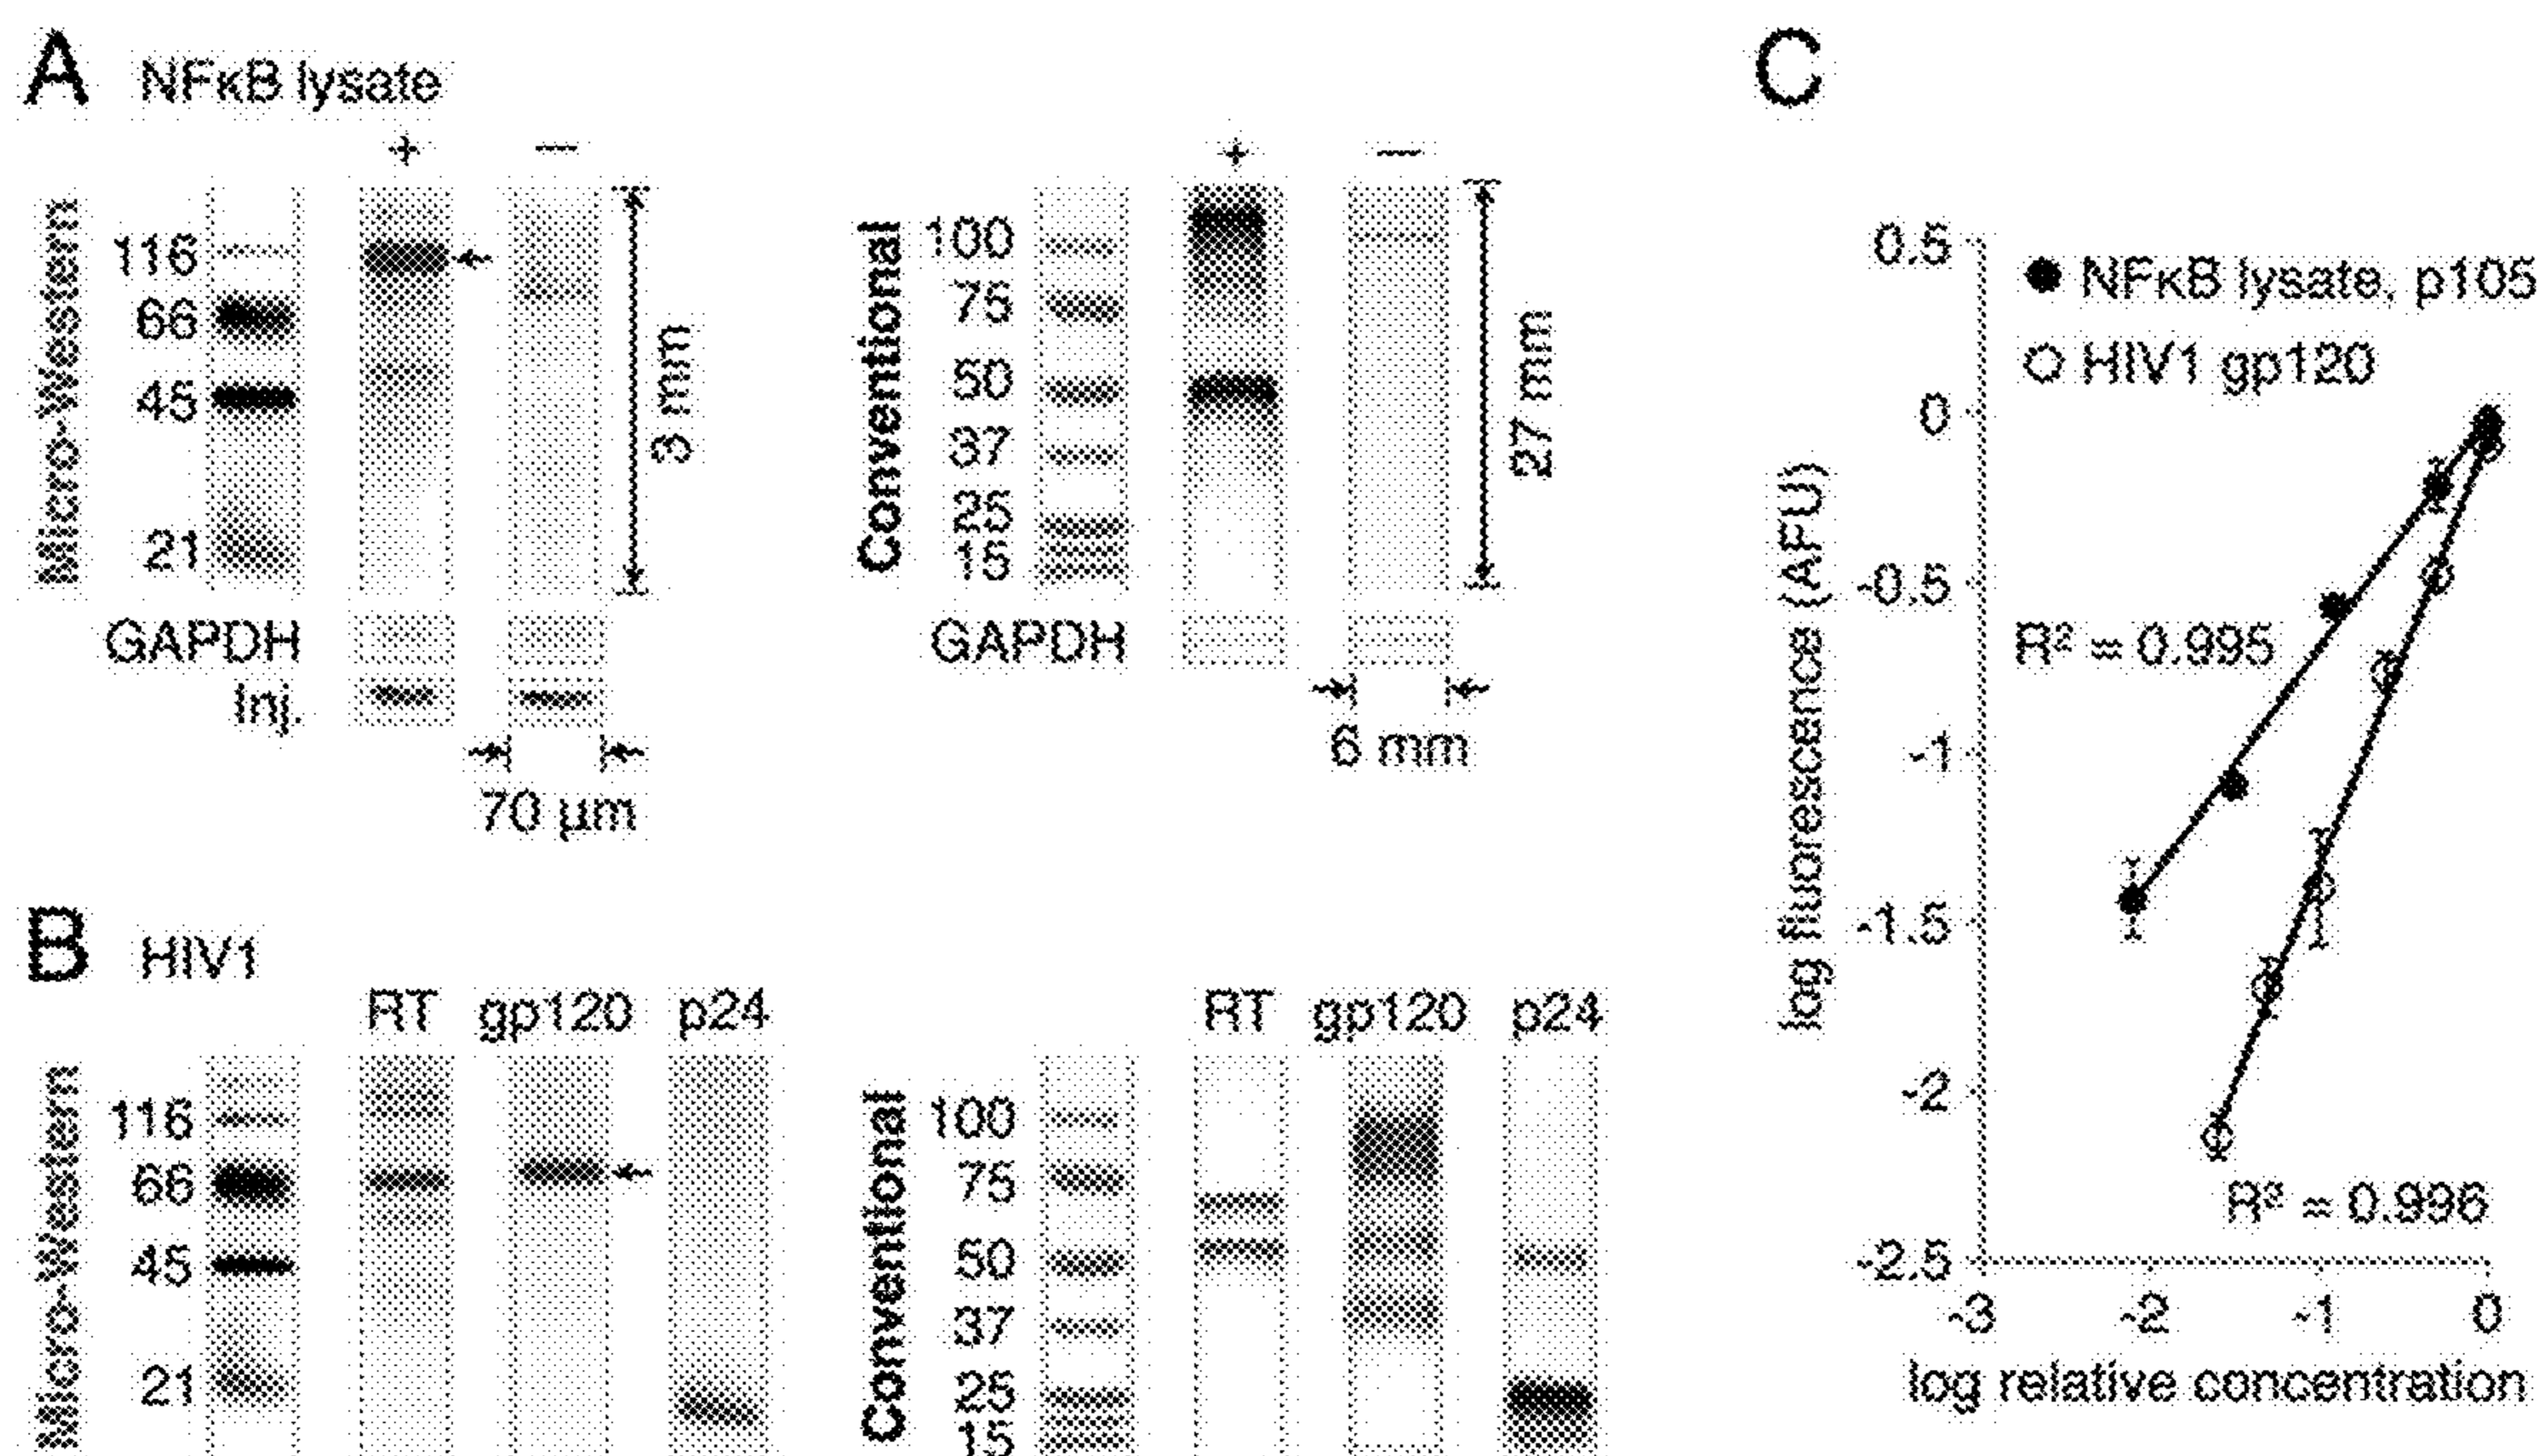 A NFκB lysate
+ —
Micro-Western
116
66
45
21
3 mm
GAPDH
Inj.
70 μm
+ —
Conventional
100
75
50
37
25
15
27 mm
GAPDH
6 mm
B HIV1
RT gp120 p24
Micro-Western
116
66
45
21
RT gp120 p24
Conventional
100
75
50
37
25
15
C
NFκB lysate, p105
HIV1 gp120
log fluorescence (AFU)
0.5
0
-0.5
-1
-1.5
-2
-2.5
R² = 0.995
R² = 0.996
-3 -2 -1 0
log relative concentration